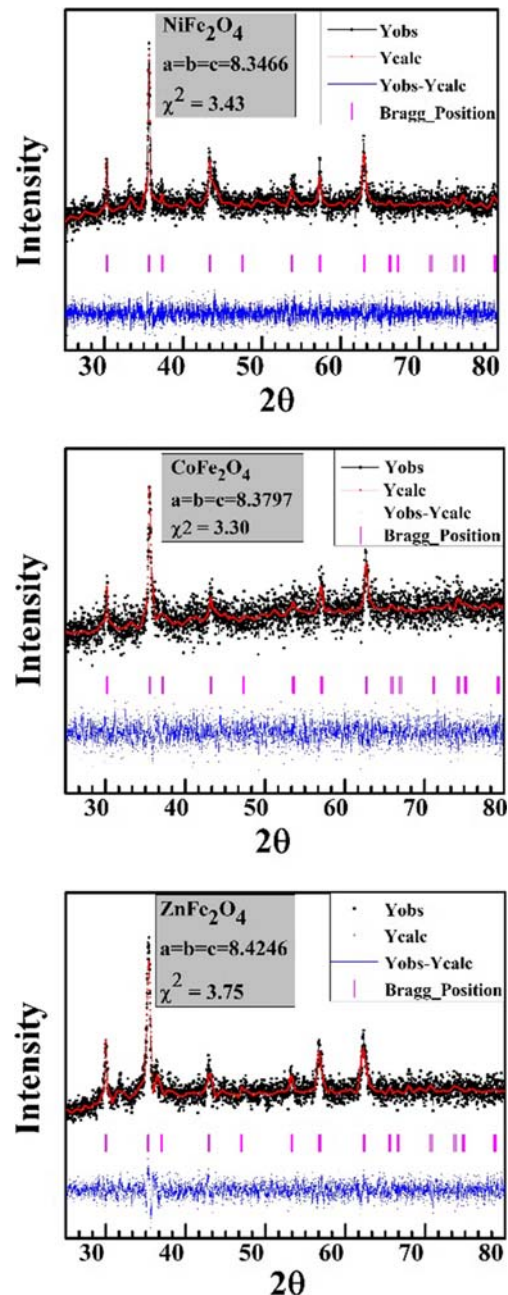 NiFe2O4
a=b=c=8.3466
χ2 = 3.43
Yobs
Ycalc
Yobs-Ycalc
Bragg_Position
Intensity
30 40 50 60 70 80
2θ
CoFe2O4
a=b=c=8.3797
χ2 = 3.30
Yobs
Ycalc
Yobs-Ycalc
Bragg_Position
Intensity
30 40 50 60 70 80
2θ
ZnFe2O4
a=b=c=8.4246
χ2 = 3.75
Yobs
Ycalc
Yobs-Ycalc
Bragg_Position
Intensity
30 40 50 60 70 80
2θ